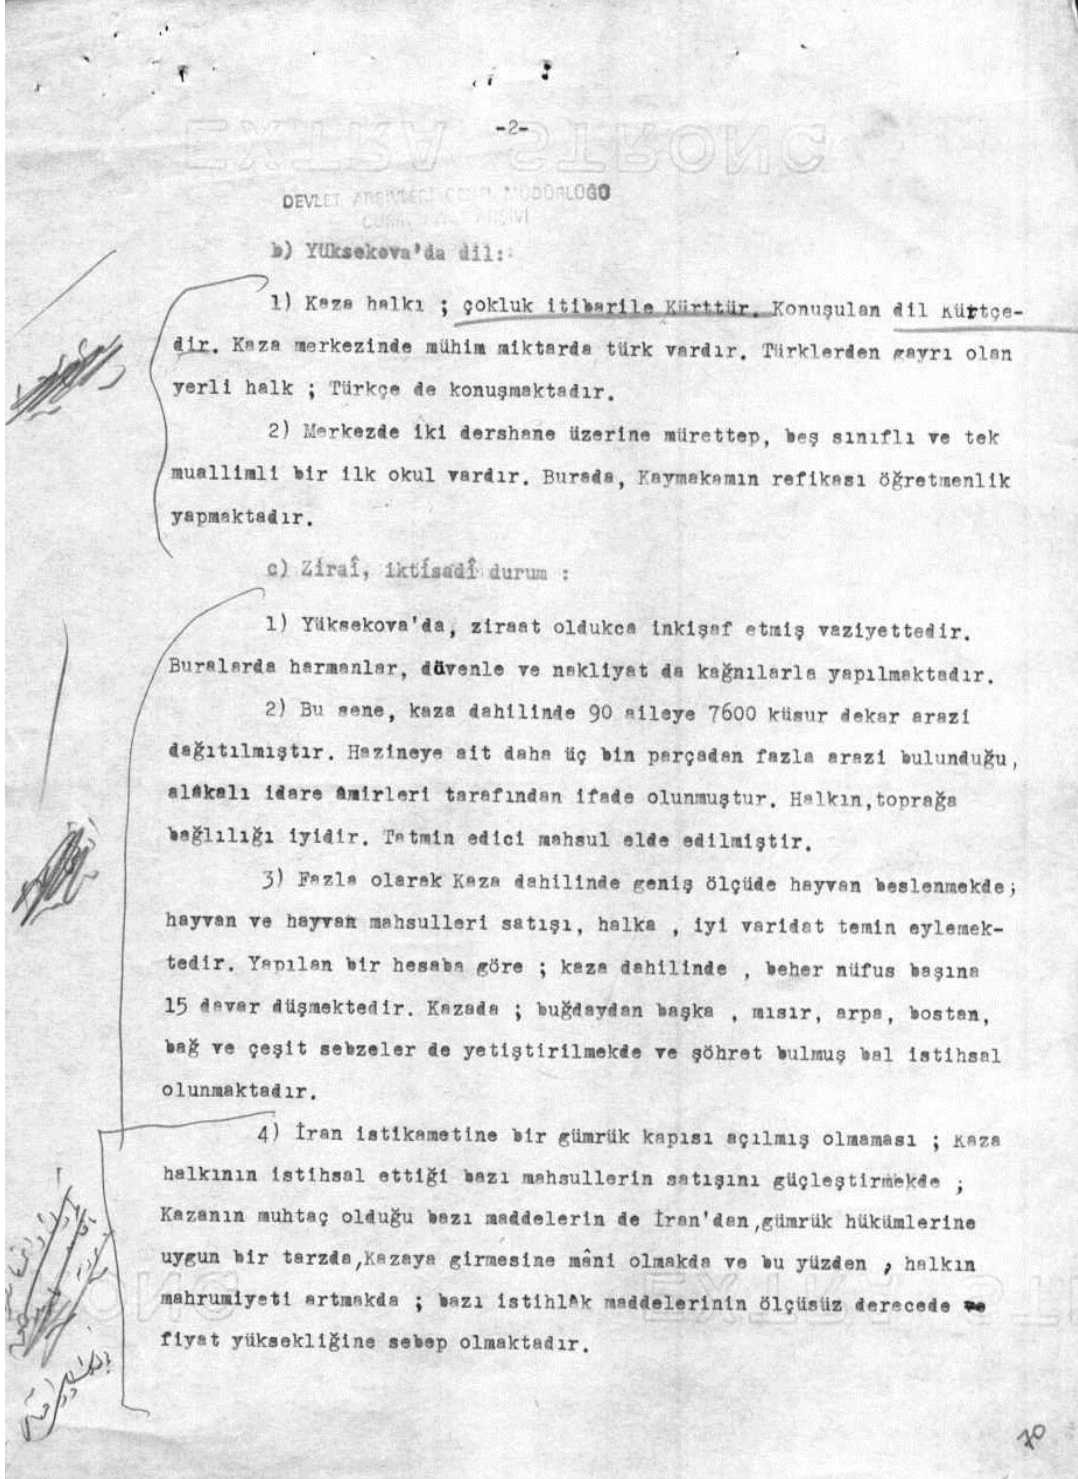 -2-
EXTRA STRONG
DEVLET ARŞİVLERİ GENEL MÜDÜRLÜĞÜ
CUMHURİYET ARŞİVİ
b) Yüksekova'da dil:
1) Kaza halkı ; çokluk itibarile Kürttür. Konuşulan dil Kürtçe-
dir. Kaza merkezinde mühim miktarda türk vardır. Türklerden gayrı olan
yerli halk ; Türkçe de konuşmaktadır.
2) Merkezde iki dershane üzerine mürettep, beş sınıflı ve tek
muallimli bir ilk okul vardır. Burada, Kaymakamın refikası öğretmenlik
yapmaktadır.
c) Ziraî, iktisadî durum :
1) Yüksekova'da, ziraat oldukca inkişaf etmiş vaziyettedir.
Buralarda harmanlar, düvenle ve nakliyat da kağnılarla yapılmaktadır.
2) Bu sene, kaza dahilinde 90 aileye 7600 küsur dekar arazi
dağıtılmıştır. Hazineye ait daha üç bin parçadan fazla arazi bulunduğu,
alâkalı idare âmirleri tarafından ifade olunmuştur. Halkın,toprağa
bağlılığı iyidir. Tatmin edici mahsul elde edilmiştir.
3) Fazla olarak Kaza dahilinde geniş ölçüde hayvan beslenmekde;
hayvan ve hayvan mahsulleri satışı, halka , iyi varidat temin eylemek-
tedir. Yapılan bir hesaba göre ; kaza dahilinde , beher nüfus başına
15 davar düşmektedir. Kazada ; buğdaydan başka , mısır, arpa, bostan,
bağ ve çeşit sebzeler de yetiştirilmekde ve şöhret bulmuş bal istihsal
olunmaktadır.
4) İran istikametine bir gümrük kapısı açılmış olmaması ; Kaza
halkının istihsal ettiği bazı mahsullerin satışını güçleştirmekde ;
Kazanın muhtaç olduğu bazı maddelerin de İran'dan,gümrük hükümlerine
uygun bir tarzda,Kazaya girmesine mâni olmakda ve bu yüzden , halkın
mahrumiyeti artmakda ; bazı istihlâk maddelerinin ölçüsüz derecede ve
fiyat yüksekliğine sebep olmaktadır.
70